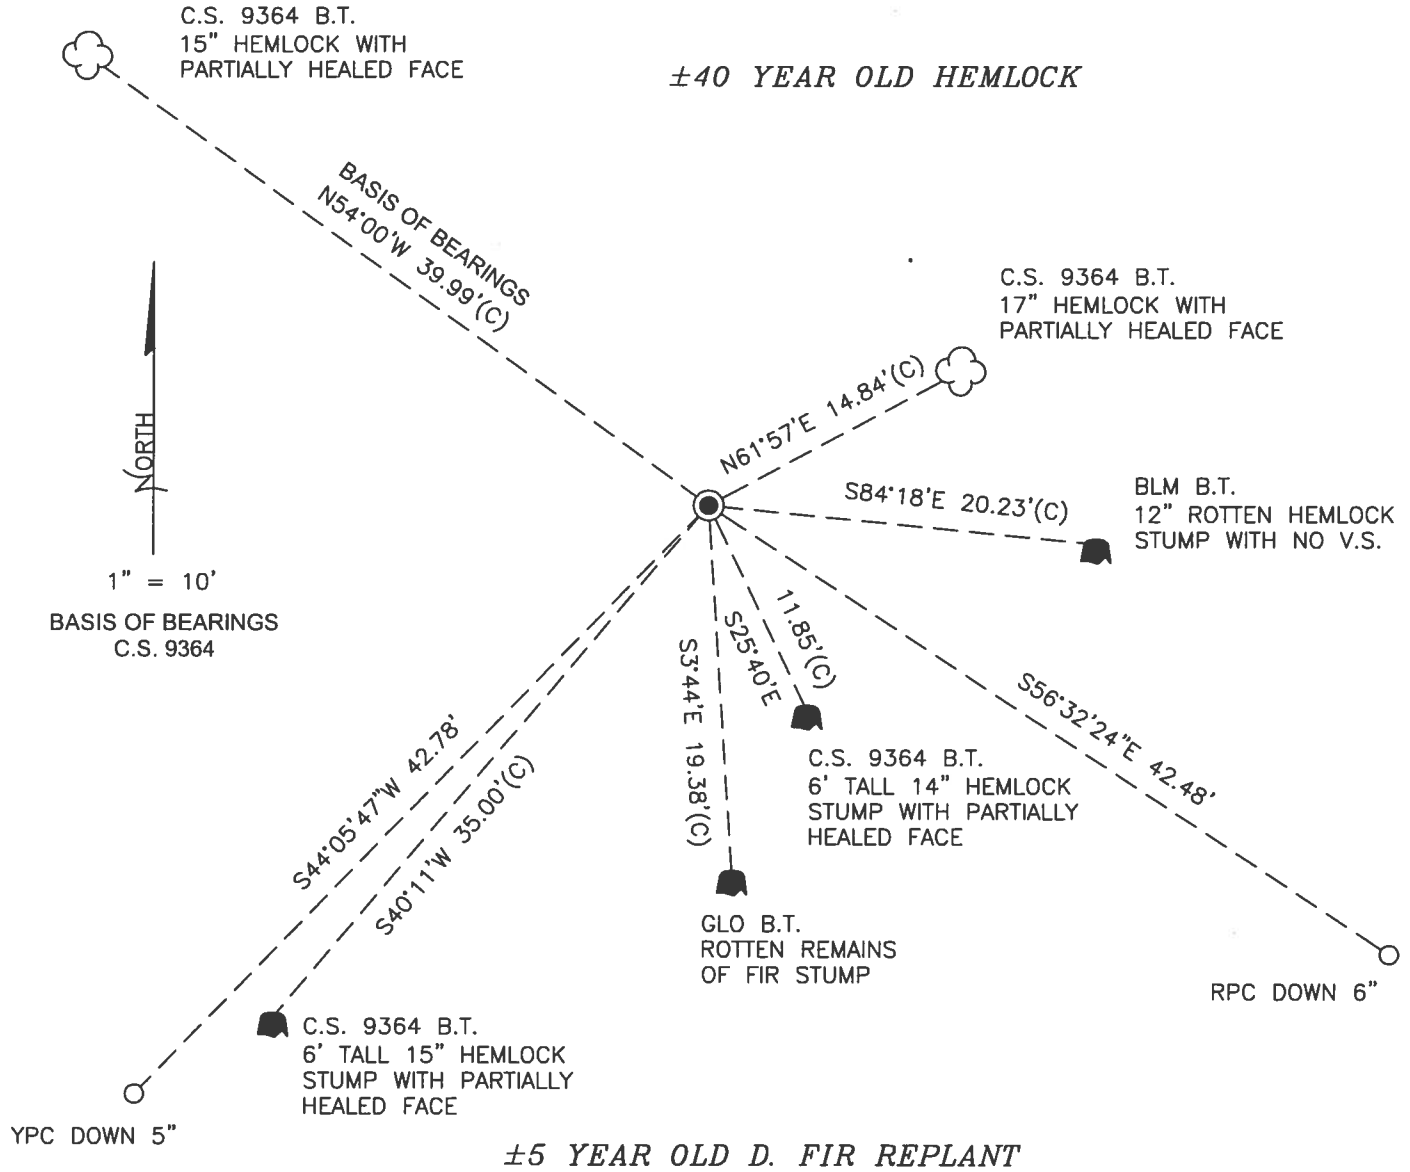 C.S. 9364 B.T.
15" HEMLOCK WITH
PARTIALLY HEALED FACE
±40 YEAR OLD HEMLOCK
BASIS OF BEARINGS
N54°00'W 39.99'(C)
C.S. 9364 B.T.
17" HEMLOCK WITH
PARTIALLY HEALED FACE
N61°57'E 14.84'(C)
NORTH
S84°18'E 20.23'(C)
BLM B.T.
12" ROTTEN HEMLOCK
STUMP WITH NO V.S.
1" = 10'
BASIS OF BEARINGS
C.S. 9364
11.85'(C)
S25°40'E
S3°44'E 19.38'(C)
S56°32'24"E 42.48'
S44°05'47"W 42.78'
S40°11'W 35.00'(C)
C.S. 9364 B.T.
6' TALL 14" HEMLOCK
STUMP WITH PARTIALLY
HEALED FACE
GLO B.T.
ROTTEN REMAINS
OF FIR STUMP
RPC DOWN 6"
C.S. 9364 B.T.
6' TALL 15" HEMLOCK
STUMP WITH PARTIALLY
HEALED FACE
YPC DOWN 5"
±5 YEAR OLD D. FIR REPLANT